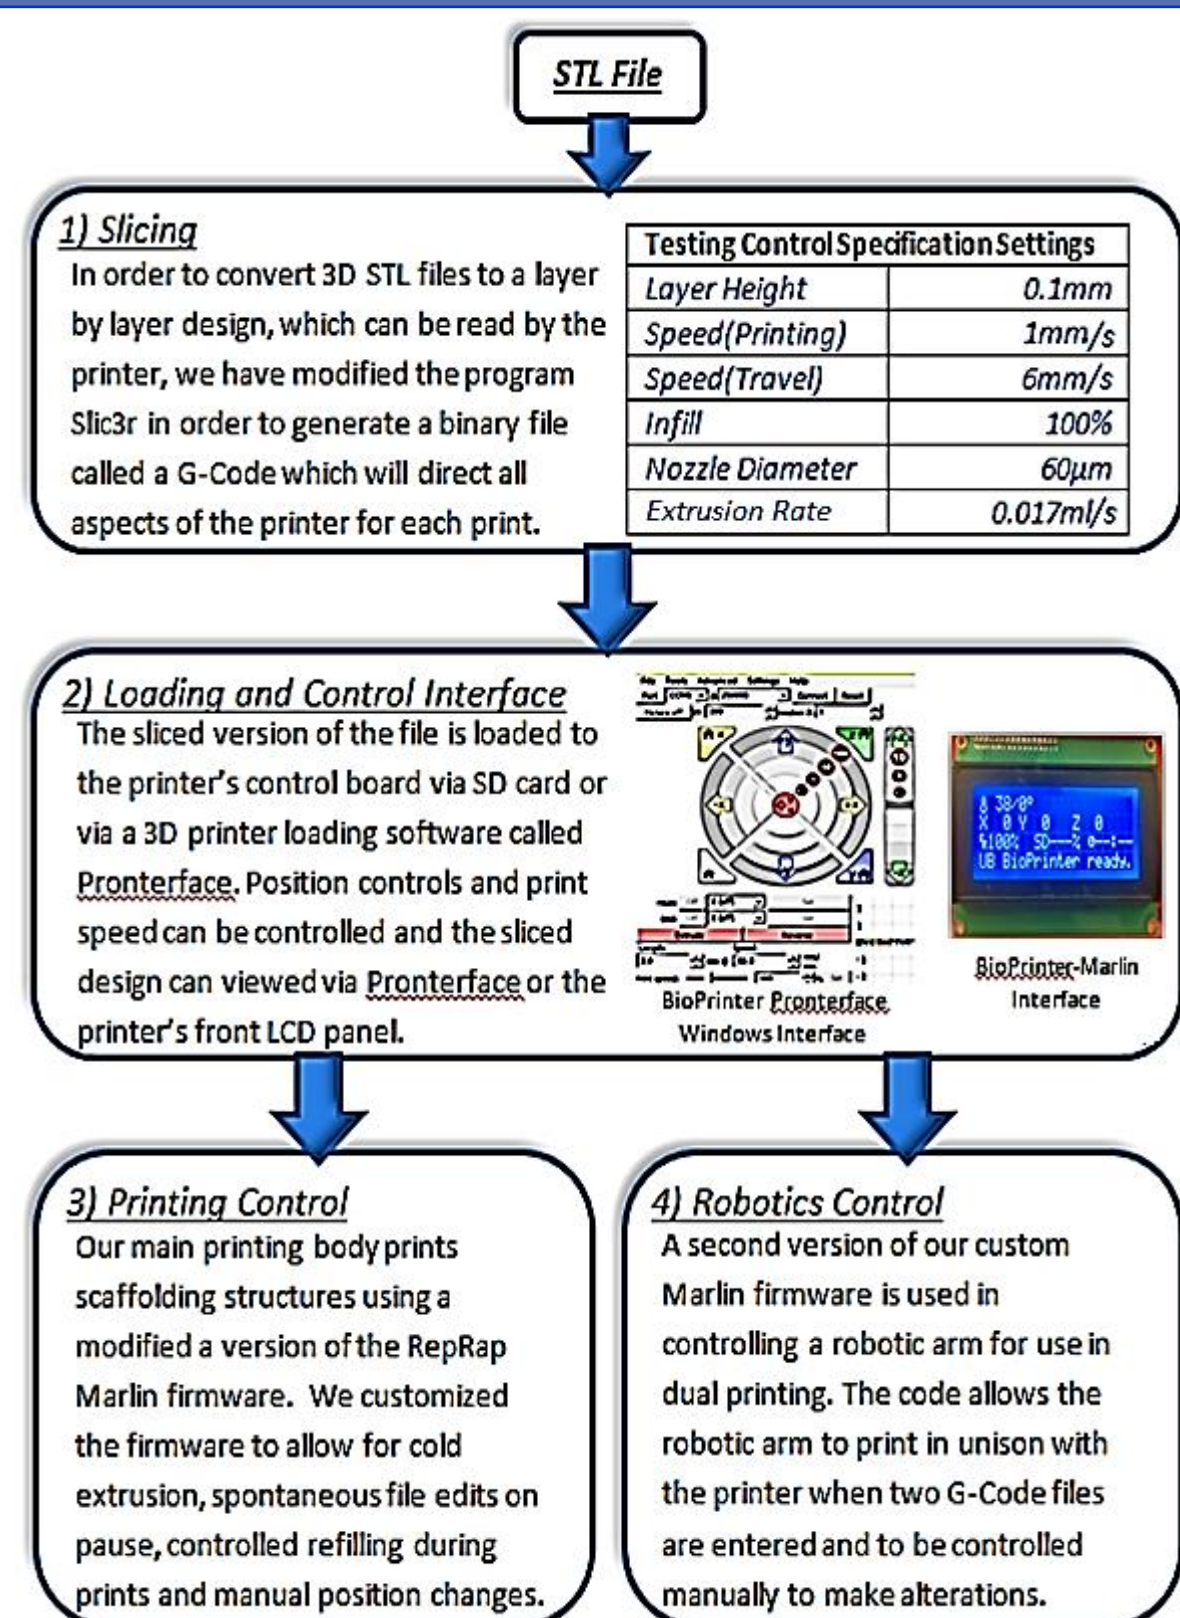 STL File
1) Slicing
In order to convert 3D STL files to a layer
by layer design, which can be read by the
printer, we have modified the program
Slic3r in order to generate a binary file
called a G-Code which will direct all
aspects of the printer for each print.
Testing Control Specification Settings
Layer Height 0.1mm
Speed(Printing) 1mm/s
Speed(Travel) 6mm/s
Infill 100%
Nozzle Diameter 60µm
Extrusion Rate 0.017ml/s
2) Loading and Control Interface
The sliced version of the file is loaded to
the printer's control board via SD card or
via a 3D printer loading software called
Pronterface. Position controls and print
speed can be controlled and the sliced
design can viewed via Pronterface or the
printer's front LCD panel.
Settings
Connect Reset
38/0°
X 0 Y 0 Z 0
100% SD---% --:--
UB BioPrinter ready.
BioPrinter Pronterface
Windows Interface
BioPrinter-Marlin
Interface
3) Printing Control
Our main printing body prints
scaffolding structures using a
modified a version of the RepRap
Marlin firmware. We customized
the firmware to allow for cold
extrusion, spontaneous file edits on
pause, controlled refilling during
prints and manual position changes.
4) Robotics Control
A second version of our custom
Marlin firmware is used in
controlling a robotic arm for use in
dual printing. The code allows the
robotic arm to print in unison with
the printer when two G-Code files
are entered and to be controlled
manually to make alterations.